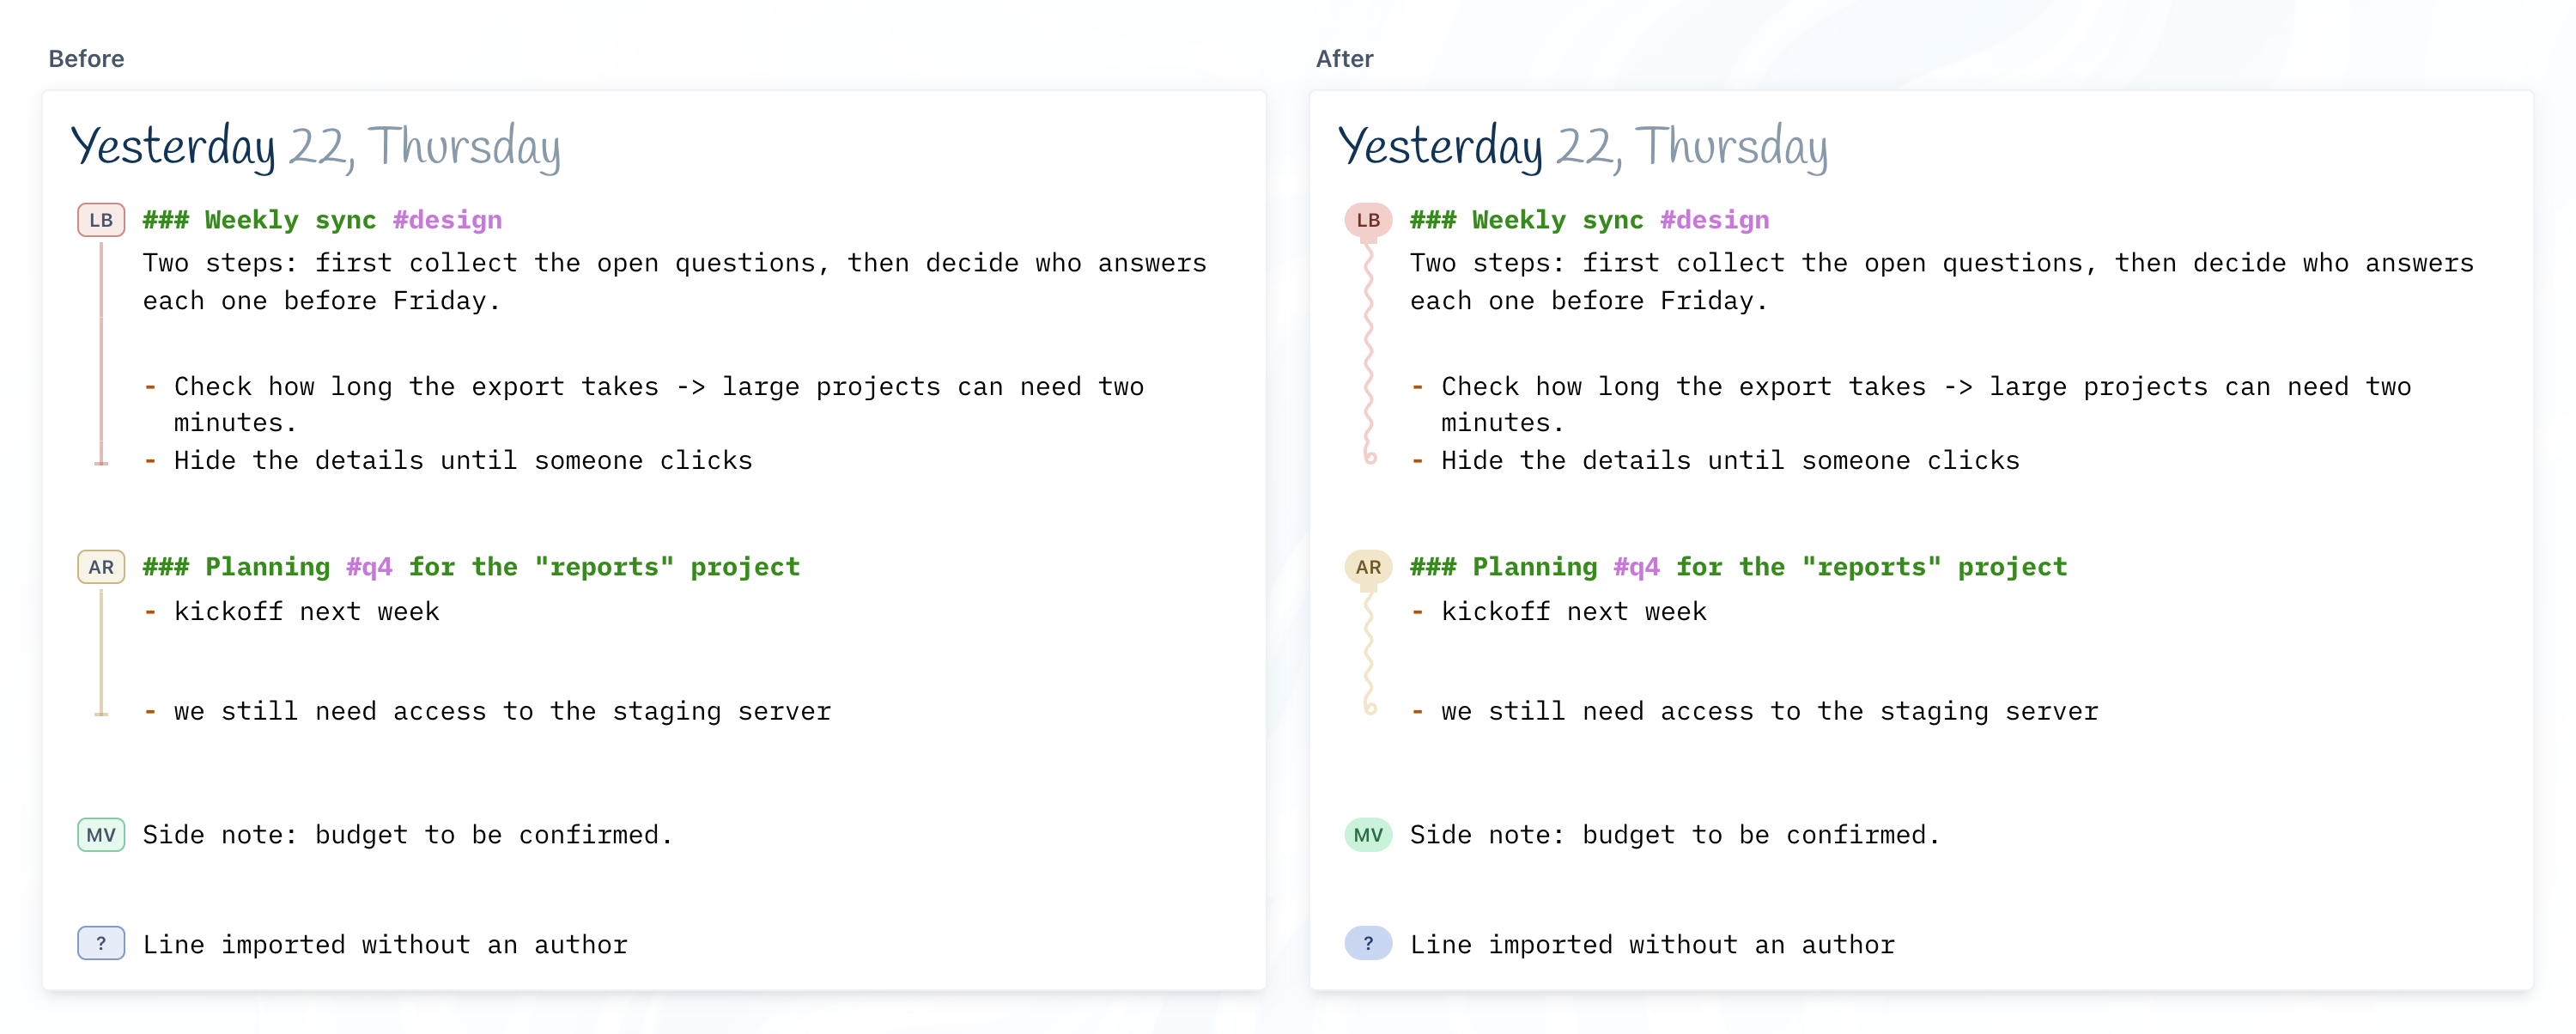 Before
Yesterday 22, Thursday
LB ### Weekly sync #design
Two steps: first collect the open questions, then decide who answers
each one before Friday.
- Check how long the export takes -> large projects can need two
minutes.
- Hide the details until someone clicks
AR ### Planning #q4 for the "reports" project
- kickoff next week
- we still need access to the staging server
MV Side note: budget to be confirmed.
? Line imported without an author
After
Yesterday 22, Thursday
LB ### Weekly sync #design
Two steps: first collect the open questions, then decide who answers
each one before Friday.
- Check how long the export takes -> large projects can need two
minutes.
- Hide the details until someone clicks
AR ### Planning #q4 for the "reports" project
- kickoff next week
- we still need access to the staging server
MV Side note: budget to be confirmed.
? Line imported without an author